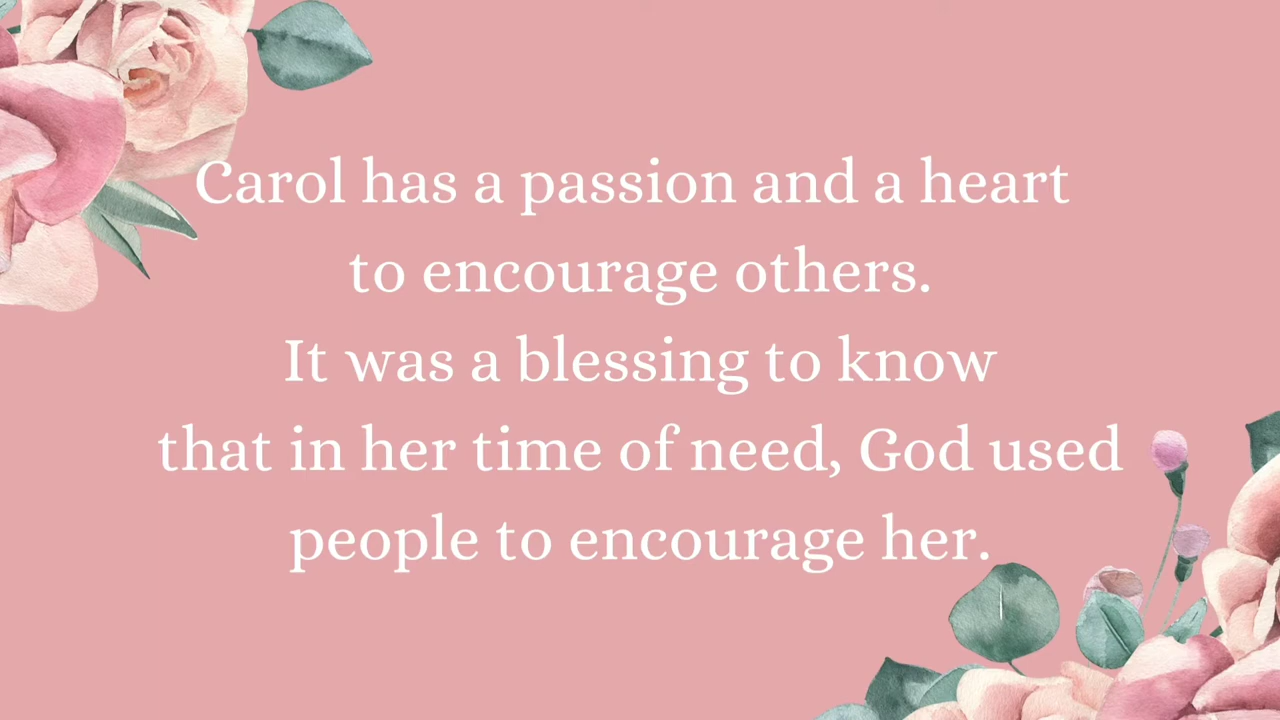 Carol has a passion and a heart
to encourage others.
It was a blessing to know
that in her time of need, God used
people to encourage her.